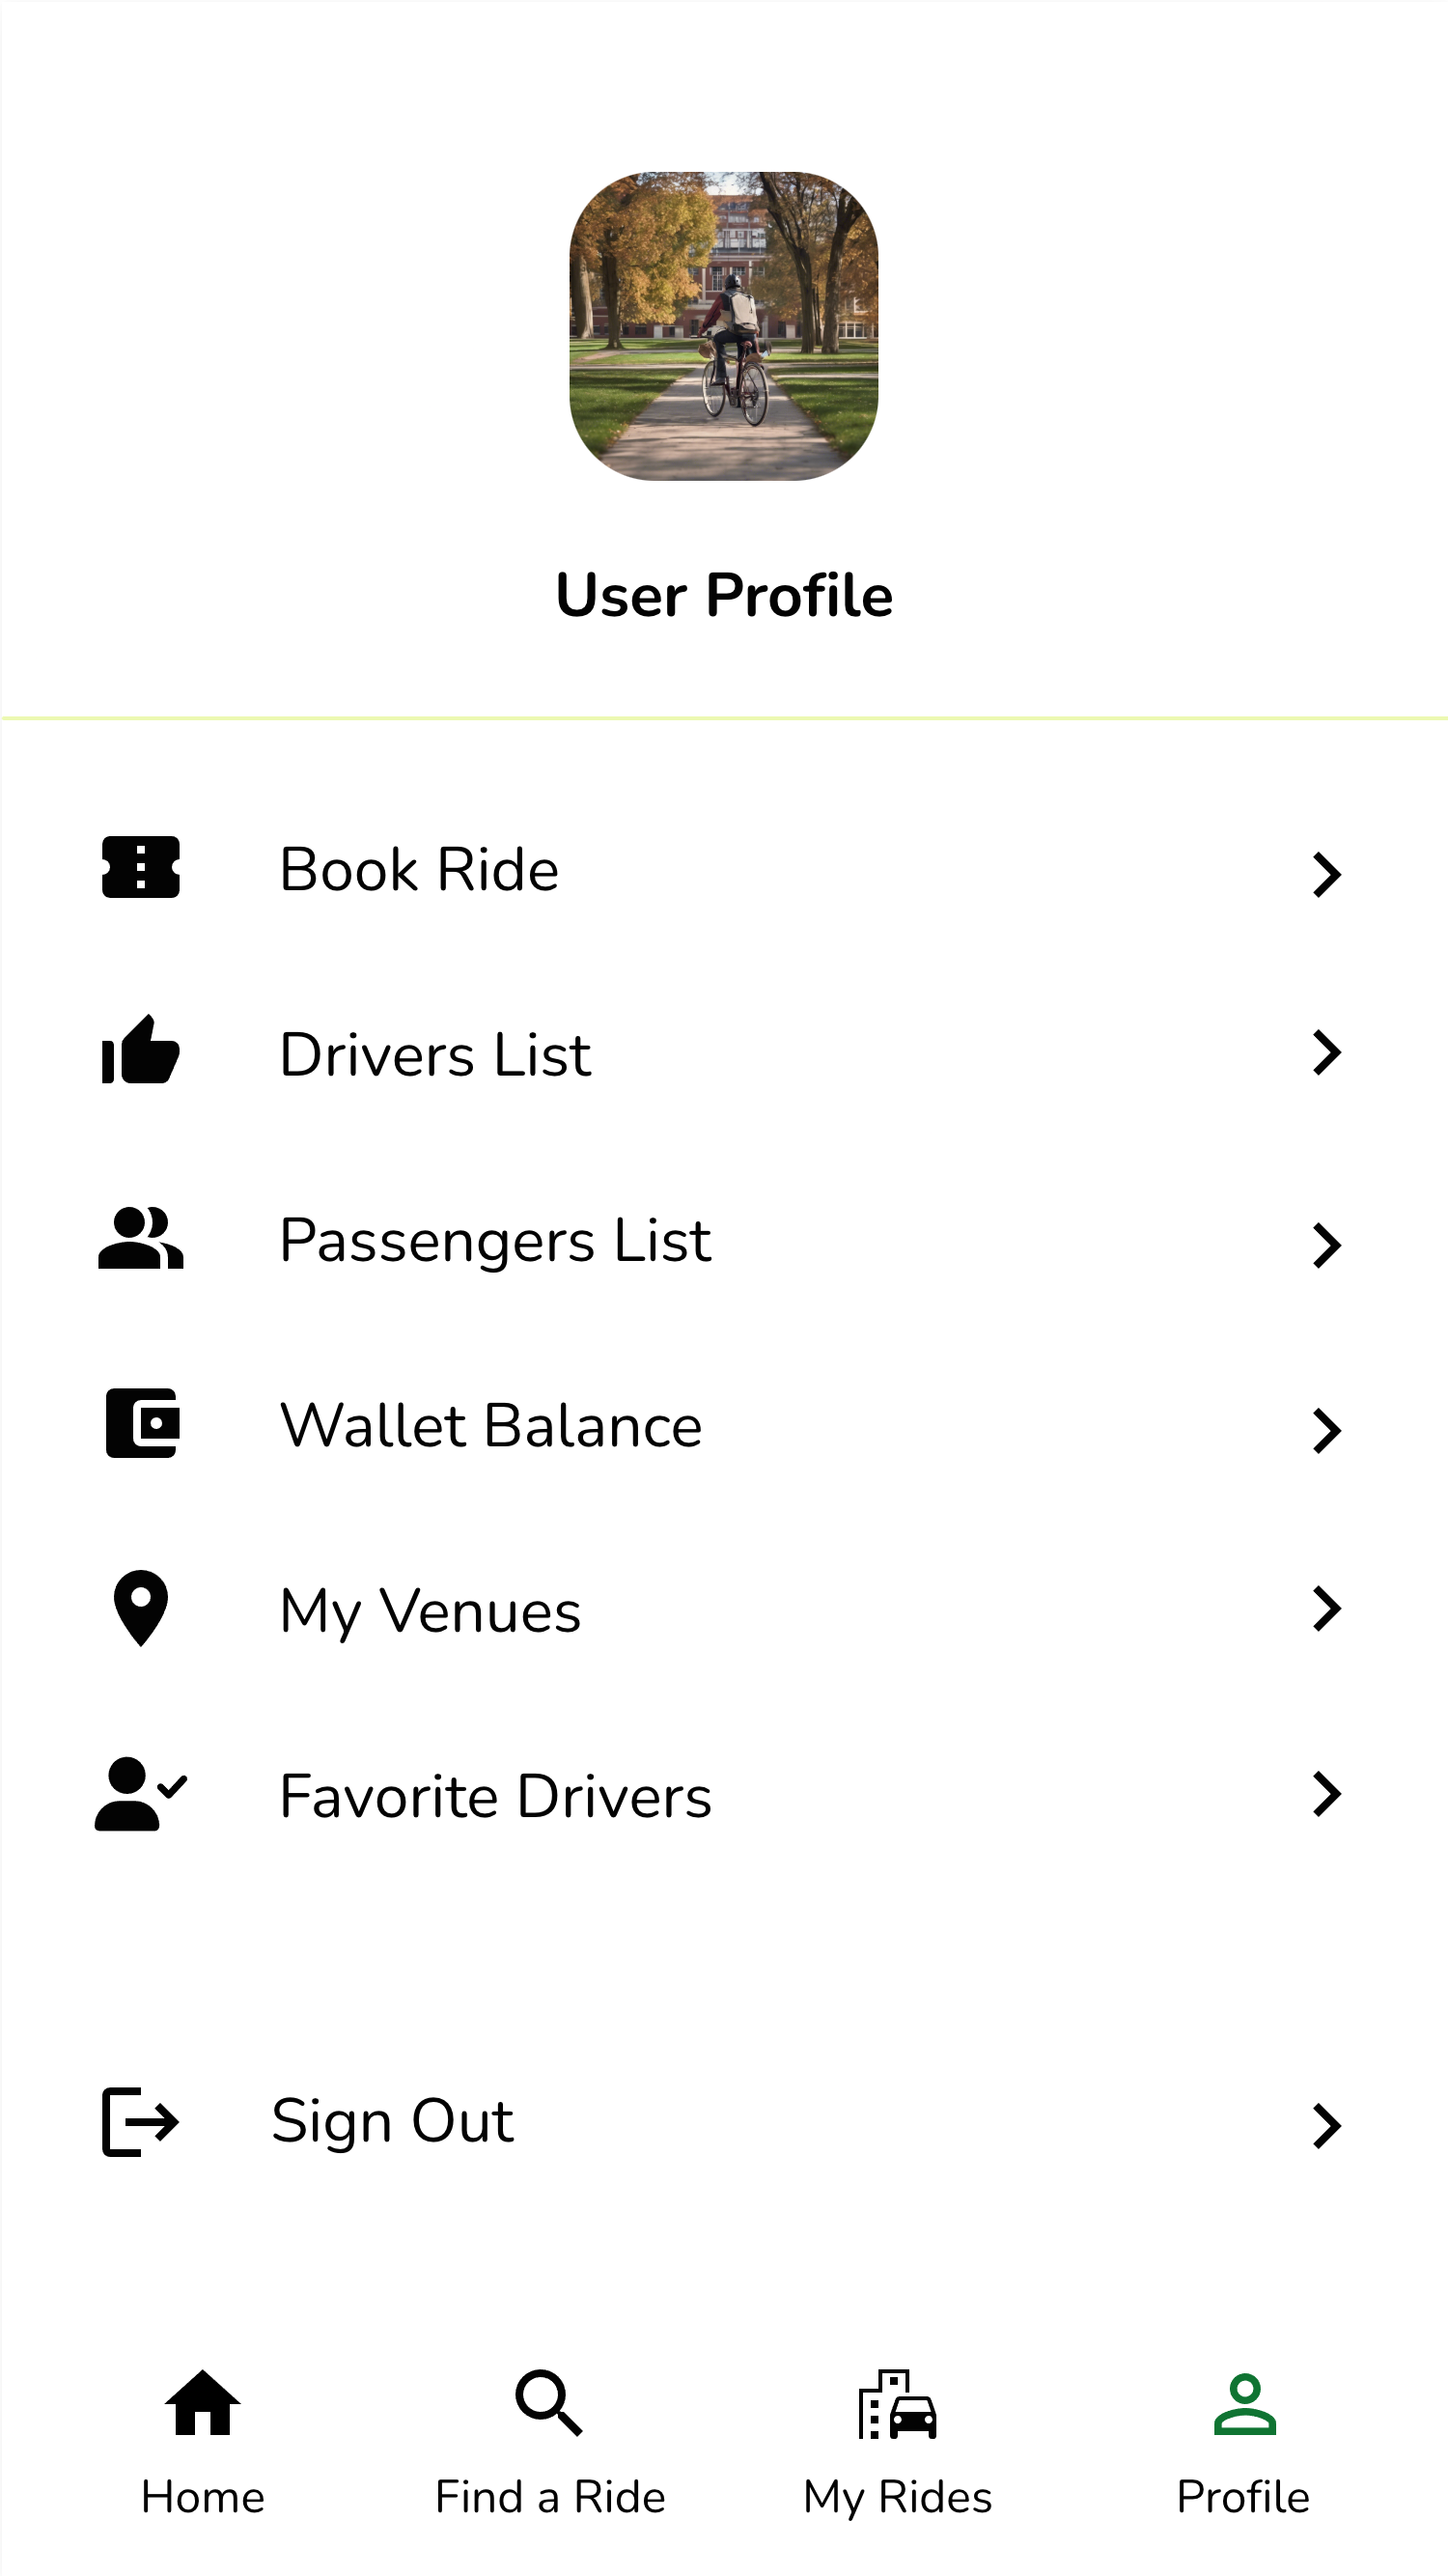 User Profile
Book Ride
Drivers List
Passengers List
Wallet Balance
My Venues
Favorite Drivers
Sign Out
Home
Find a Ride
My Rides
Profile